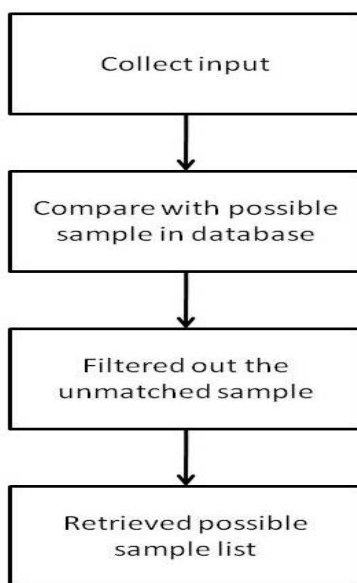 Collect input
Compare with possible
sample in database
Filtered out the
unmatched sample
Retrieved possible
sample list